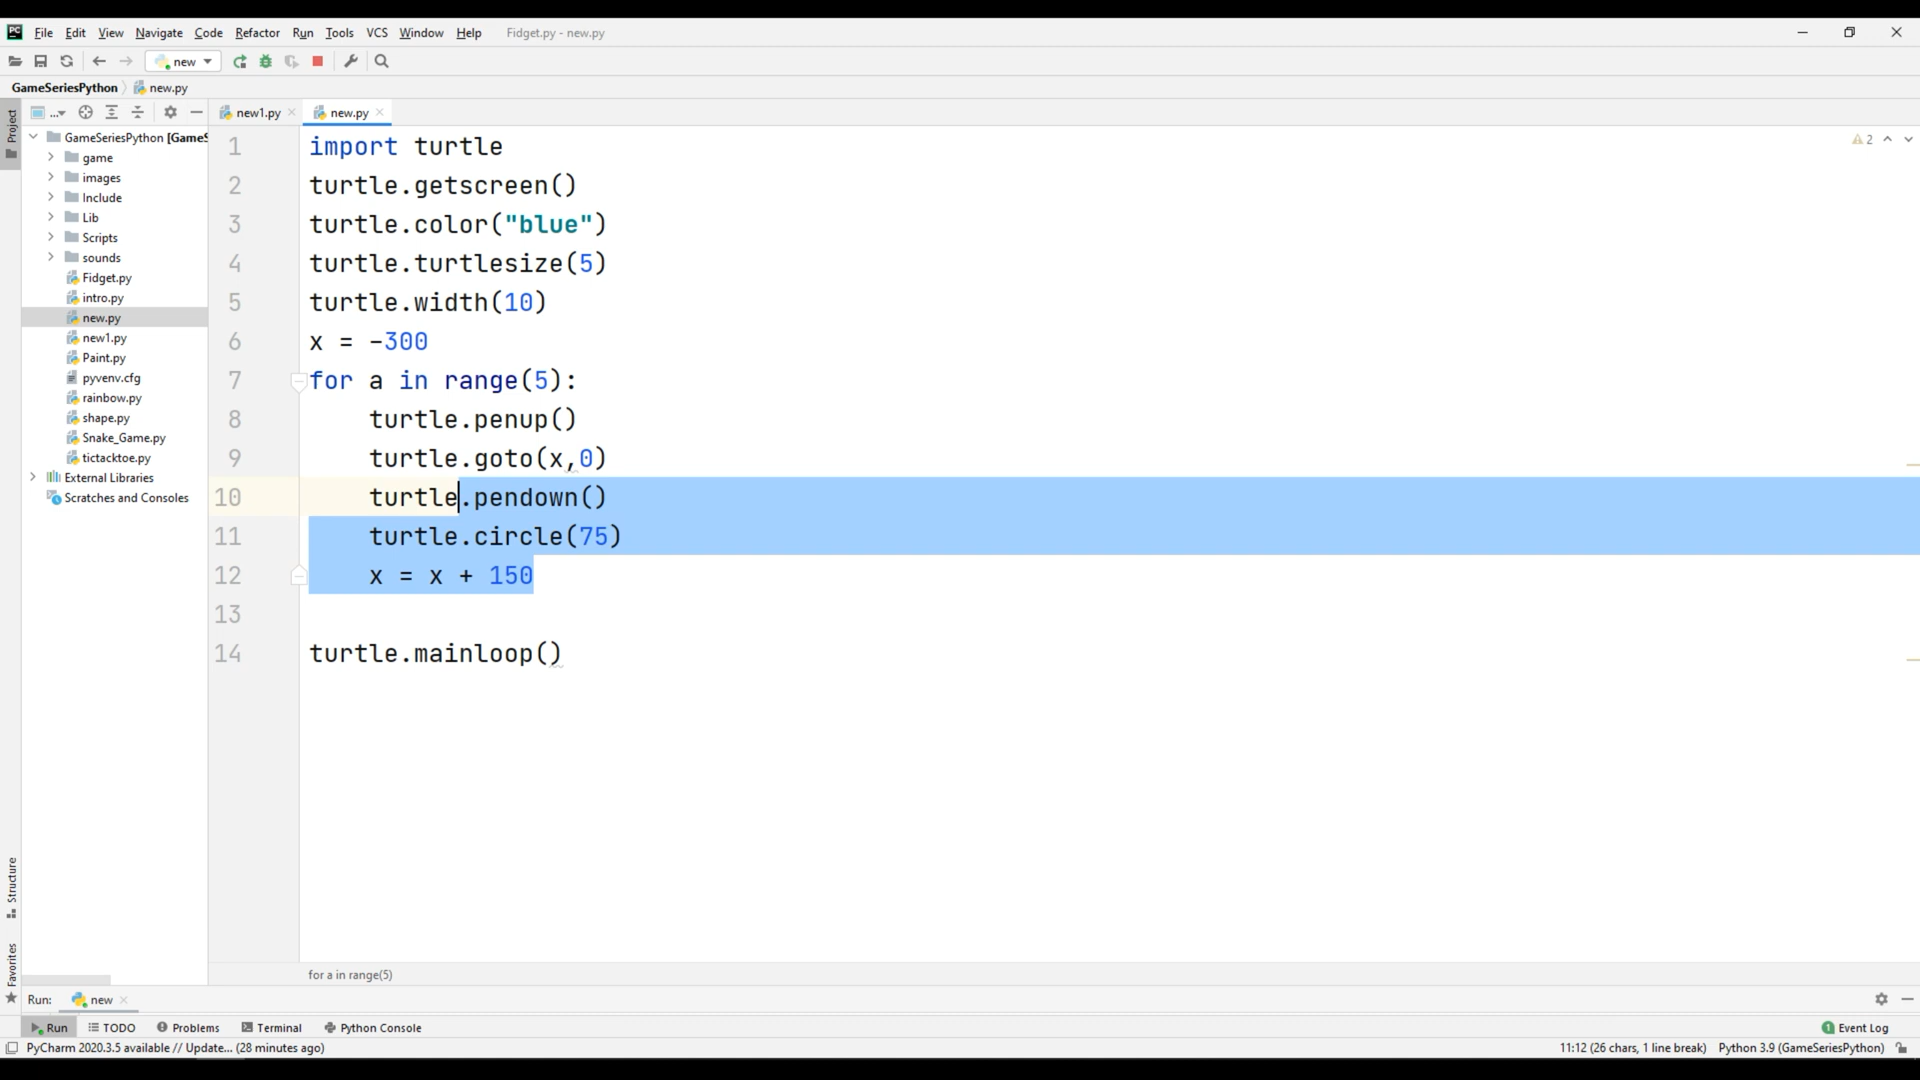 PC File Edit View Navigate Code Refactor Run Tools VCS Window Help Fidget.py - new.py
new
GameSeriesPython new.py
Project
... new1.py new.py
GameSeriesPython [GameS
game
images
Include
Lib
Scripts
sounds
Fidget.py
intro.py
new.py
new1.py
Paint.py
pyvenv.cfg
rainbow.py
shape.py
Snake_Game.py
tictacktoe.py
External Libraries
Scratches and Consoles
1 import turtle
2 turtle.getscreen()
3 turtle.color("blue")
4 turtle.turtlesize(5)
5 turtle.width(10)
6 x = -300
7 for a in range(5):
8 turtle.penup()
9 turtle.goto(x,0)
10 turtle.pendown()
11 turtle.circle(75)
12 x = x + 150
13
14 turtle.mainloop()
2
Structure
Favorites
for a in range(5)
Run: new
Run TODO Problems Terminal Python Console 1 Event Log
PyCharm 2020.3.5 available // Update... (28 minutes ago) 11:12 (26 chars, 1 line break) Python 3.9 (GameSeriesPython)